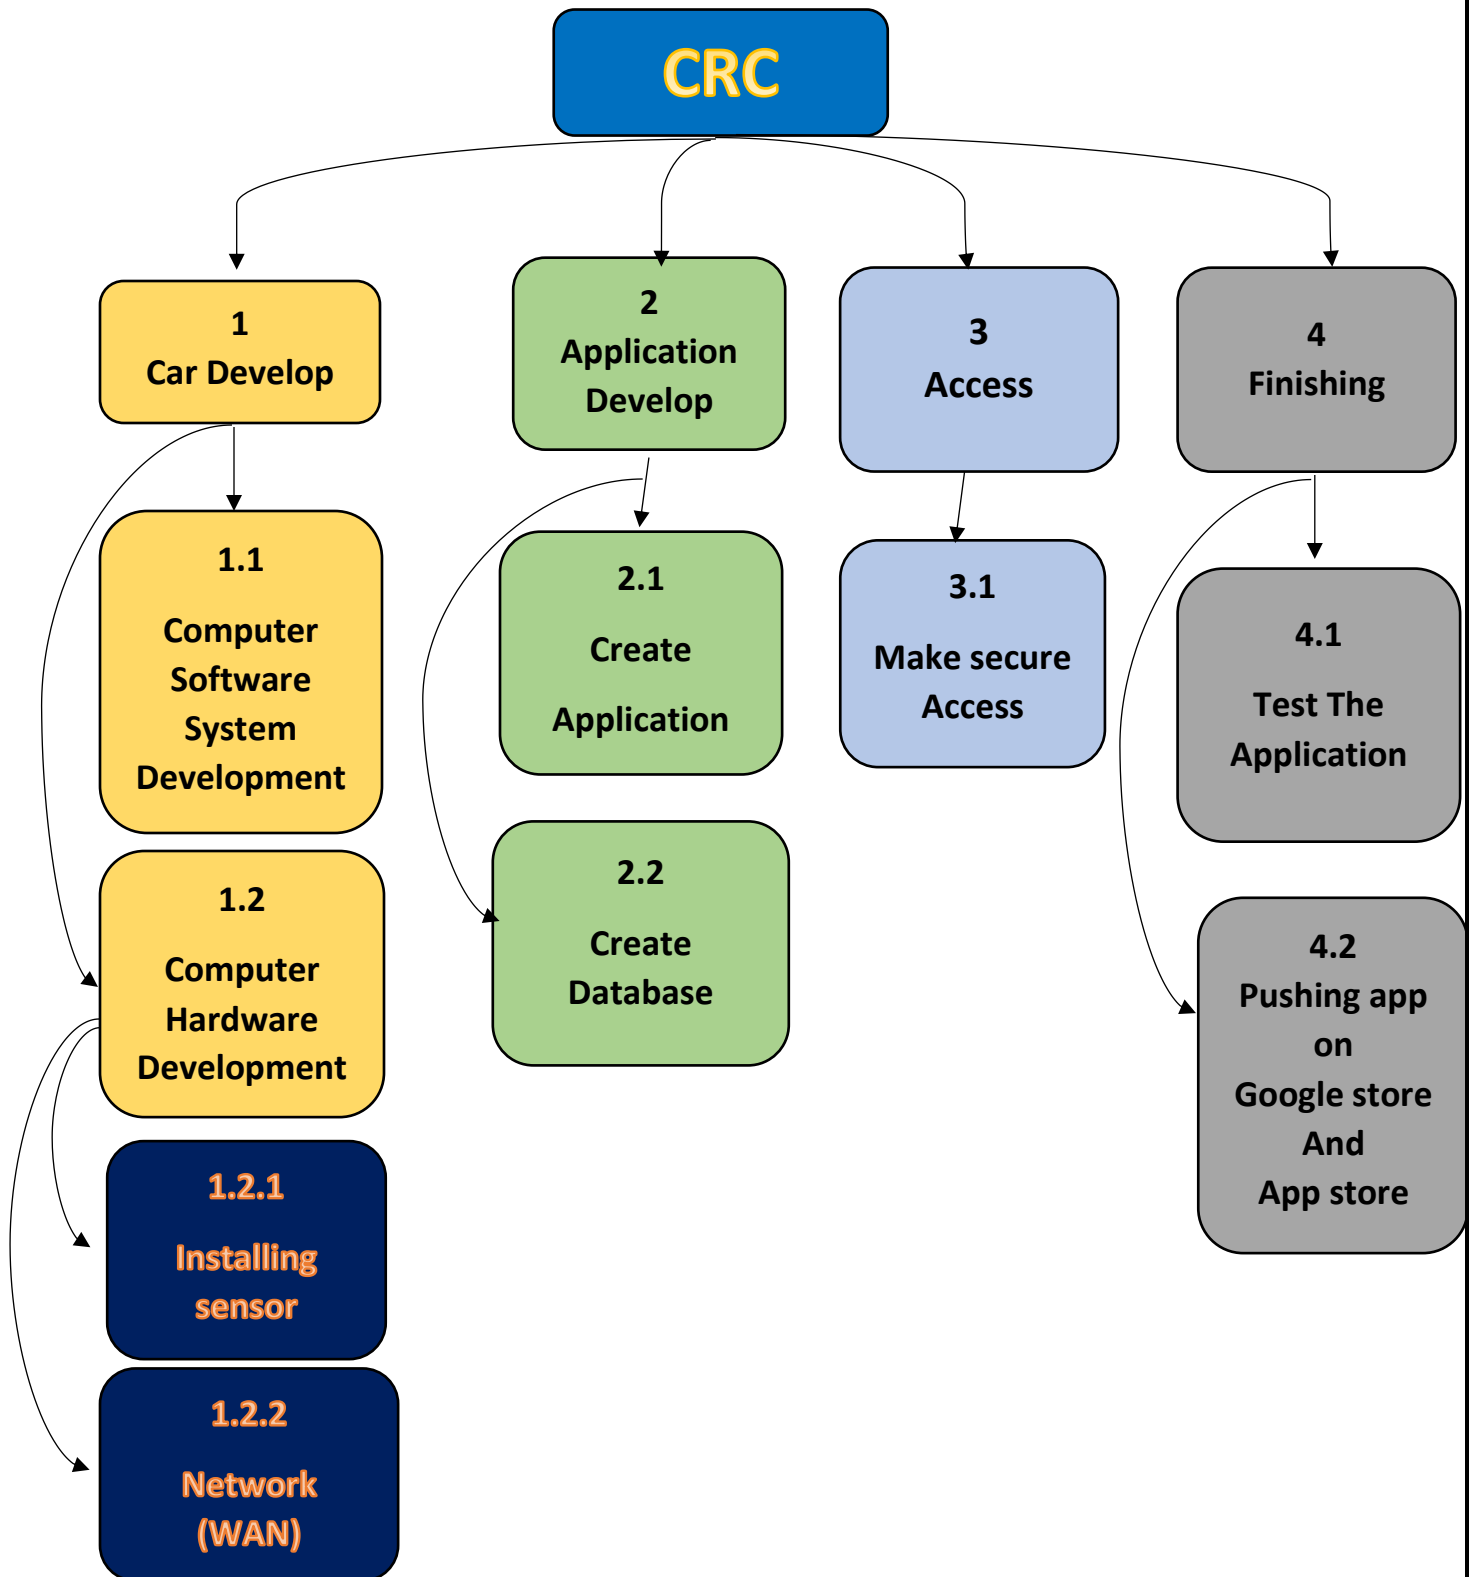 CRC
1
Car Develop
1.1
Computer
Software
System
Development
1.2
Computer
Hardware
Development
1.2.1
Installing
sensor
1.2.2
Network
(WAN)
2
Application
Develop
2.1
Create
Application
2.2
Create
Database
3
Access
3.1
Make secure
Access
4
Finishing
4.1
Test The
Application
4.2
Pushing app
on
Google store
And
App store